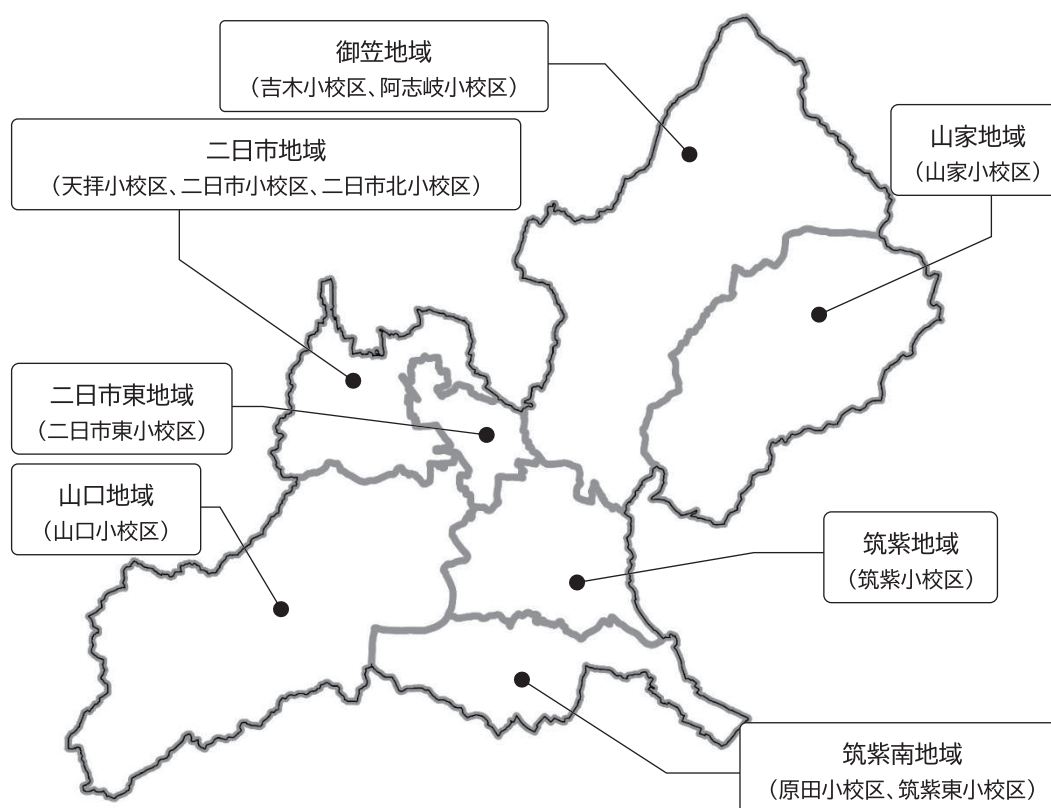 御笠地域
（吉木小校区、阿志岐小校区）
山家地域
（山家小校区）
二日市地域
（天拝小校区、二日市小校区、二日市北小校区）
二日市東地域
（二日市東小校区）
山口地域
（山口小校区）
筑紫地域
（筑紫小校区）
筑紫南地域
（原田小校区、筑紫東小校区）